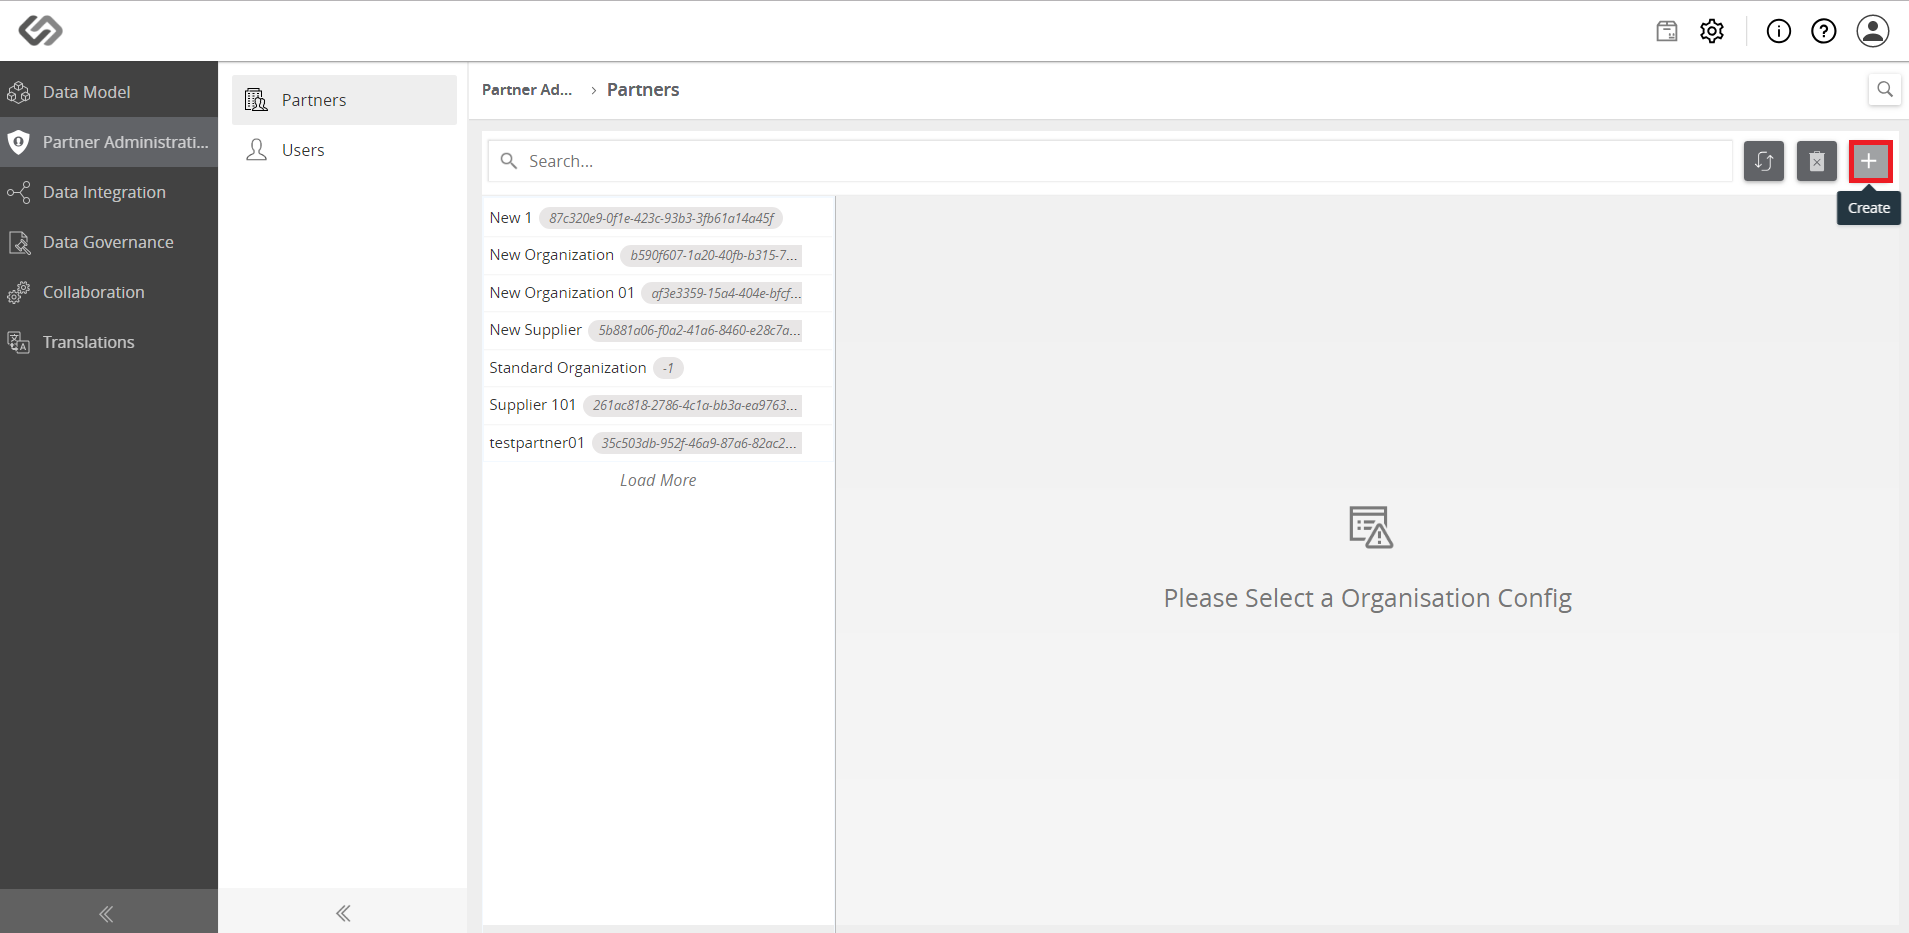 Data Model
Partner Administrati...
Data Integration
Data Governance
Collaboration
Translations
Partners
Users
Partner Ad... › Partners
Search...
Create
New 1 87c320e9-0f1e-423c-93b3-3fb61a14a45f
New Organization b590f607-1a20-40fb-b315-7...
New Organization 01 af3e3359-15a4-404e-bfcf...
New Supplier 5b881a06-f0a2-41a6-8460-e28c7a...
Standard Organization -1
Supplier 101 261ac818-2786-4c1a-bb3a-ea9763...
testpartner01 35c503db-952f-46a9-87a6-82ac2...
Load More
Please Select a Organisation Config